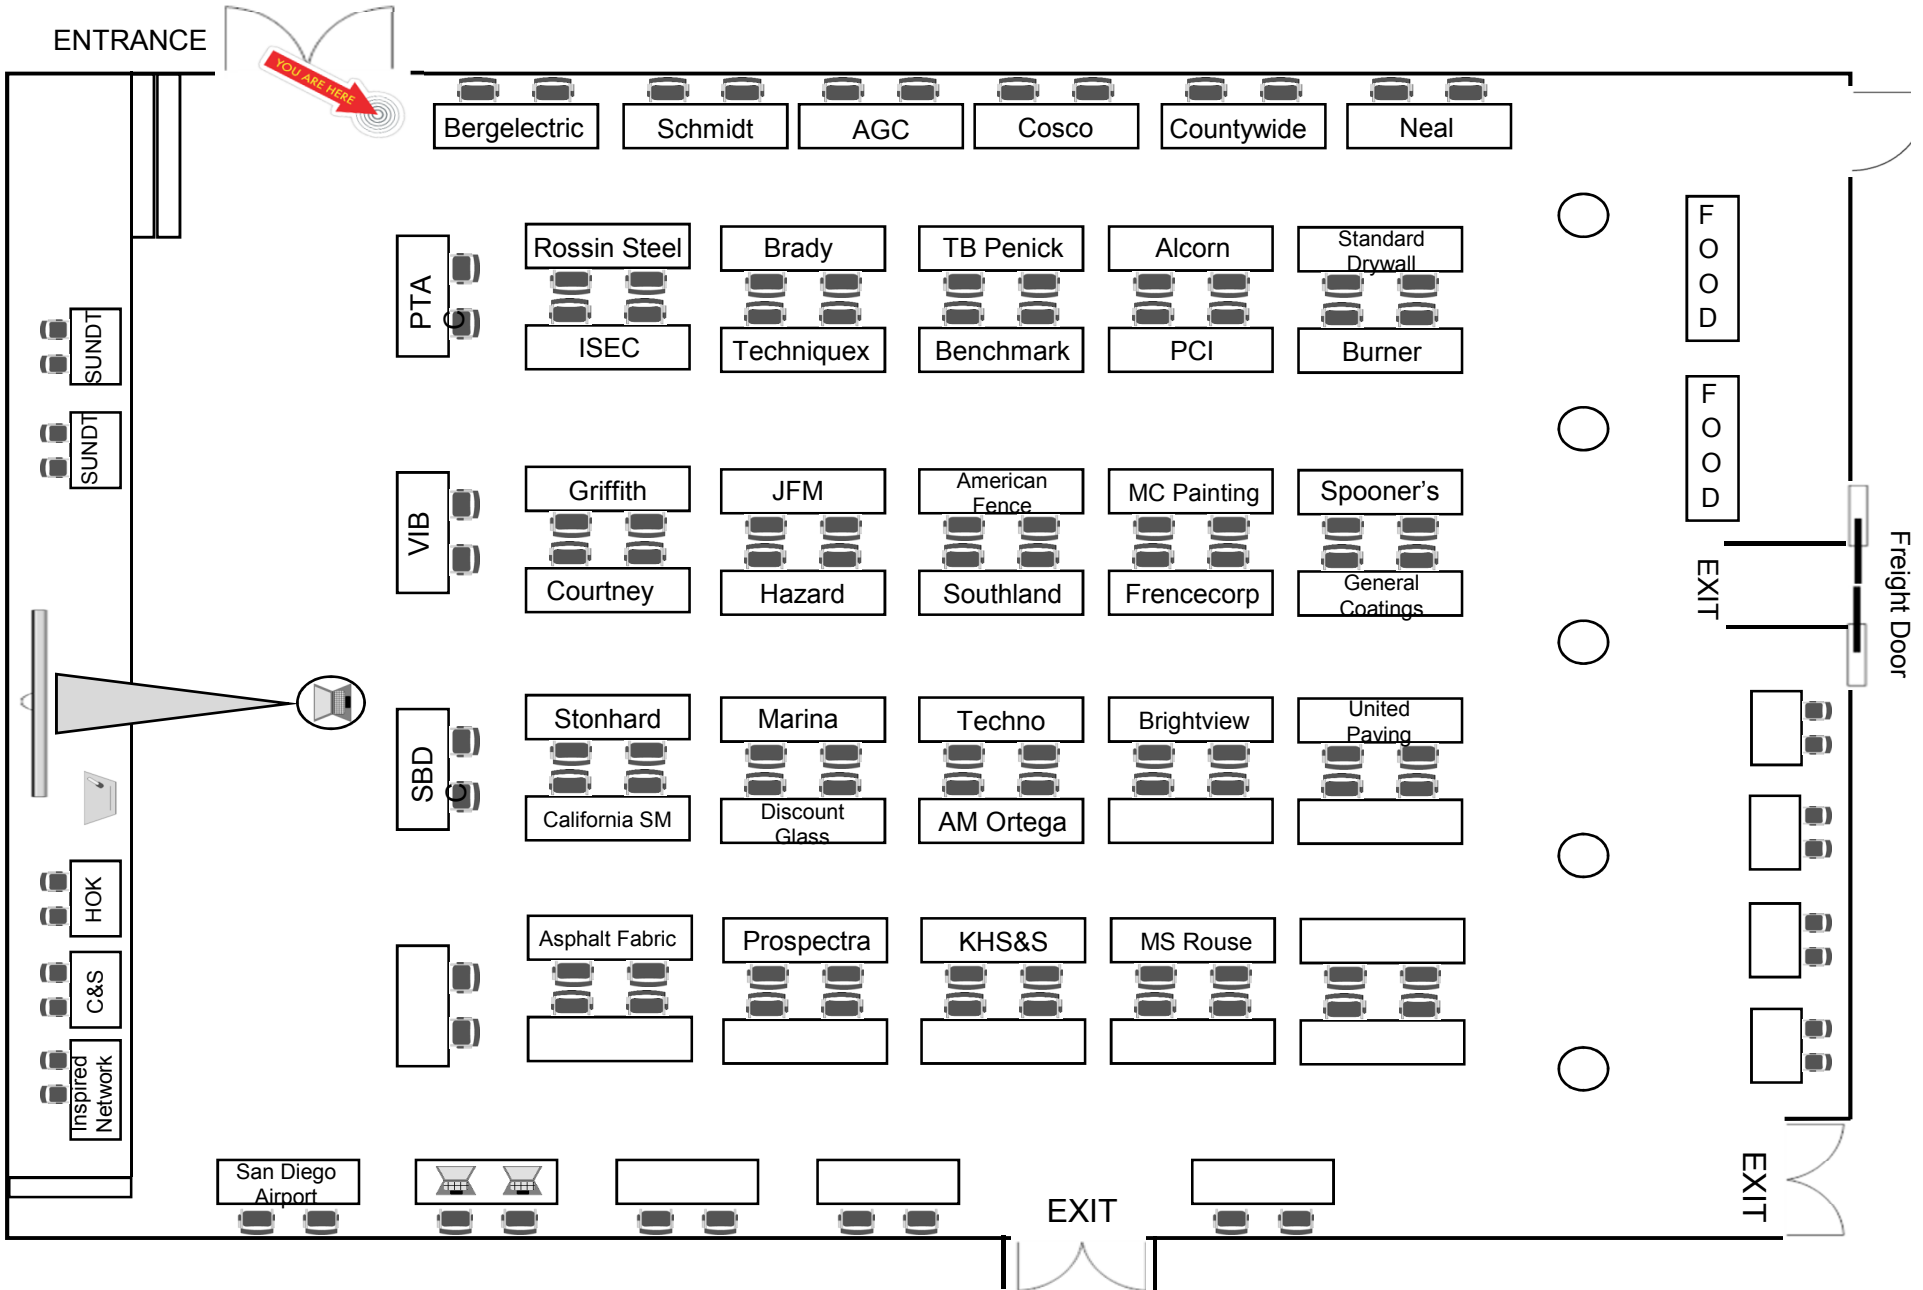 ENTRANCE
YOU ARE HERE
Bergelectric
Schmidt
AGC
Cosco
Countywide
Neal
PTA
C
Rossin Steel
Brady
TB Penick
Alcorn
Standard
Drywall
ISEC
Techniquex
Benchmark
PCI
Burner
F
O
O
D
SUNDT
SUNDT
F
O
O
D
VIB
Griffith
JFM
American
Fence
MC Painting
Spooner's
Courtney
Hazard
Southland
Frencecorp
General
Coatings
EXIT
Freight Door
SBD
C
Stonhard
Marina
Techno
Brightview
United
Paving
California SM
Discount
Glass
AM Ortega
HOK
C&S
Inspired
Network
Asphalt Fabric
Prospectra
KHS&S
MS Rouse
San Diego
Airport
EXIT
EXIT